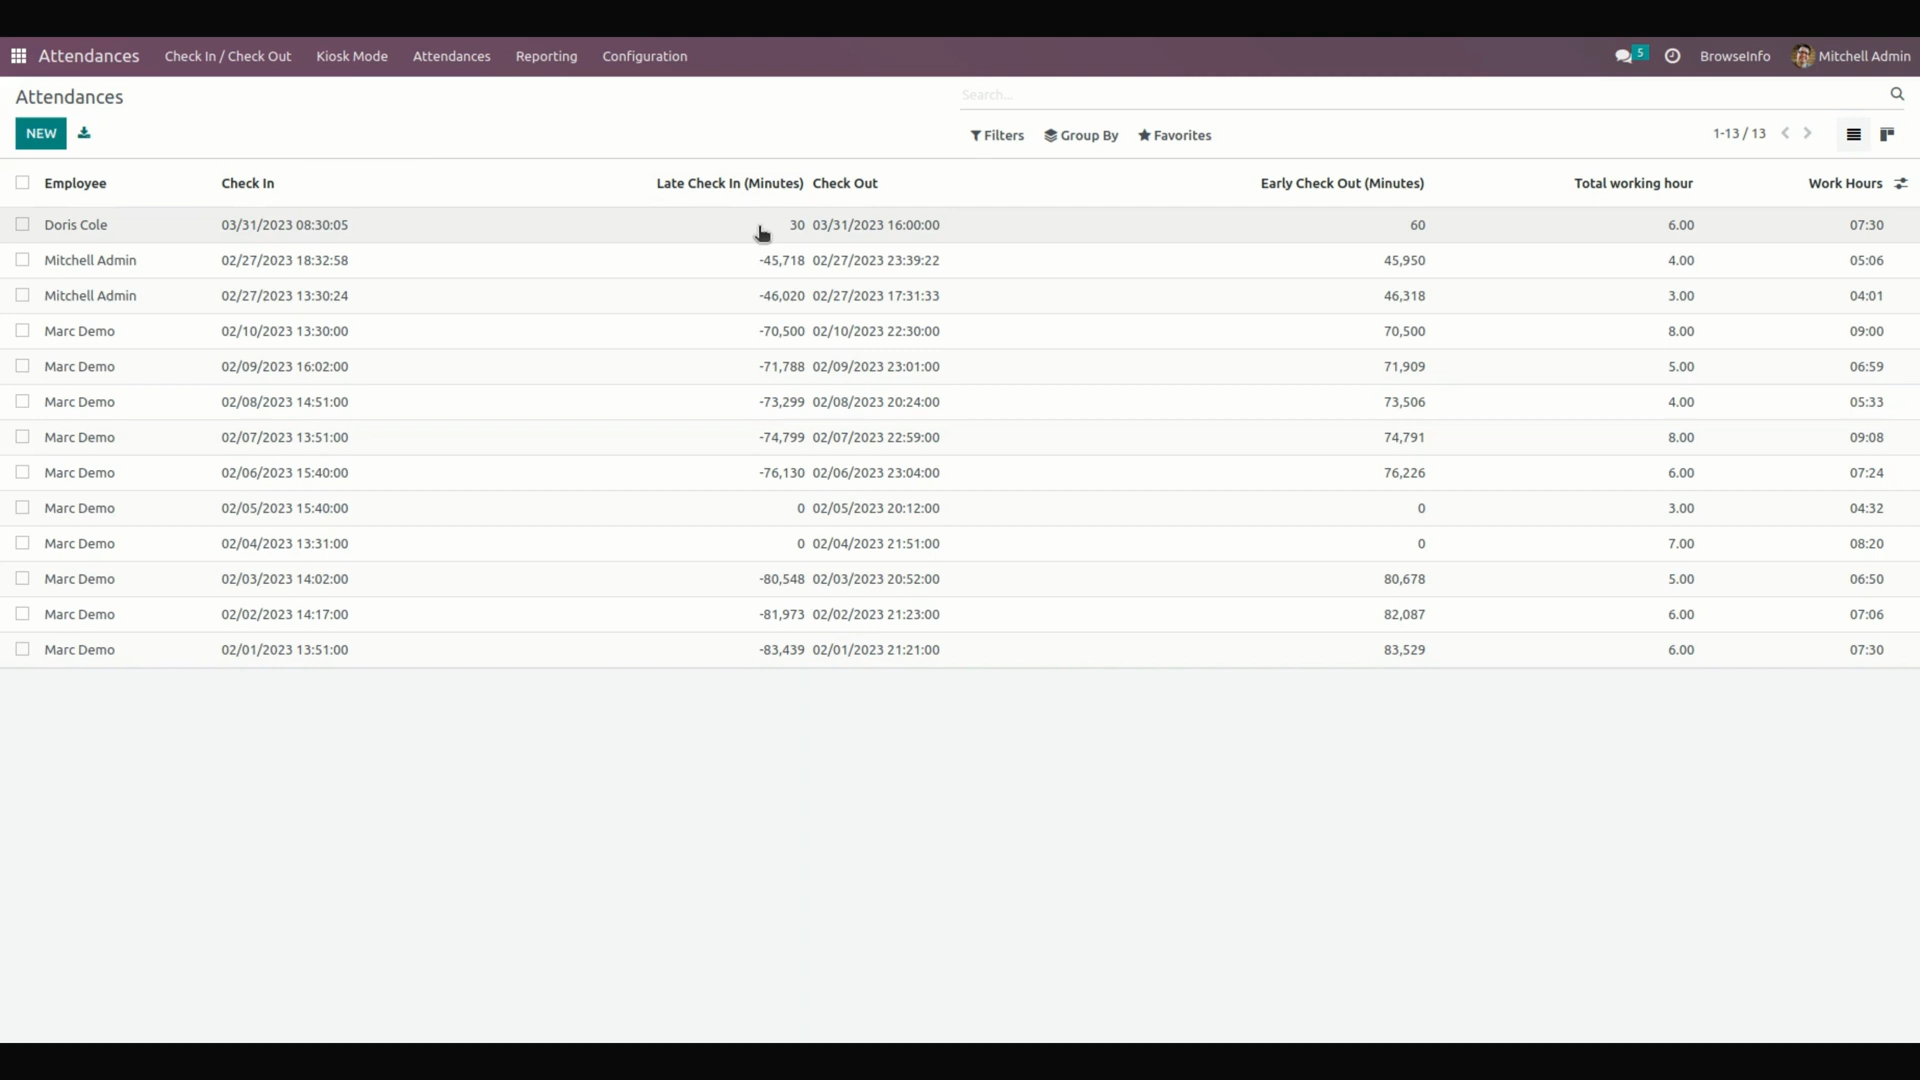 Attendances Check In / Check Out Kiosk Mode Attendances Reporting Configuration 5 BrowseInfo Mitchell Admin
Attendances Search...
NEW Filters Group By Favorites 1-13 / 13
Employee Check In Late Check In (Minutes) Check Out Early Check Out (Minutes) Total working hour Work Hours
Doris Cole 03/31/2023 08:30:05 30 03/31/2023 16:00:00 60 6.00 07:30
Mitchell Admin 02/27/2023 18:32:58 -45,718 02/27/2023 23:39:22 45,950 4.00 05:06
Mitchell Admin 02/27/2023 13:30:24 -46,020 02/27/2023 17:31:33 46,318 3.00 04:01
Marc Demo 02/10/2023 13:30:00 -70,500 02/10/2023 22:30:00 70,500 8.00 09:00
Marc Demo 02/09/2023 16:02:00 -71,788 02/09/2023 23:01:00 71,909 5.00 06:59
Marc Demo 02/08/2023 14:51:00 -73,299 02/08/2023 20:24:00 73,506 4.00 05:33
Marc Demo 02/07/2023 13:51:00 -74,799 02/07/2023 22:59:00 74,791 8.00 09:08
Marc Demo 02/06/2023 15:40:00 -76,130 02/06/2023 23:04:00 76,226 6.00 07:24
Marc Demo 02/05/2023 15:40:00 0 02/05/2023 20:12:00 0 3.00 04:32
Marc Demo 02/04/2023 13:31:00 0 02/04/2023 21:51:00 0 7.00 08:20
Marc Demo 02/03/2023 14:02:00 -80,548 02/03/2023 20:52:00 80,678 5.00 06:50
Marc Demo 02/02/2023 14:17:00 -81,973 02/02/2023 21:23:00 82,087 6.00 07:06
Marc Demo 02/01/2023 13:51:00 -83,439 02/01/2023 21:21:00 83,529 6.00 07:30